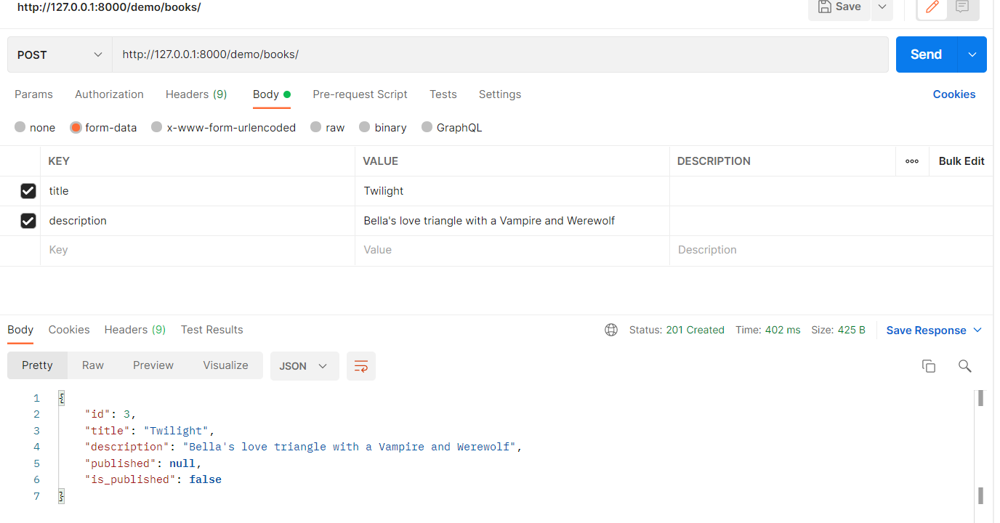 http://127.0.0.1:8000/demo/books/ Save
POST http://127.0.0.1:8000/demo/books/ Send
Params Authorization Headers (9) Body Pre-request Script Tests Settings Cookies
none form-data x-www-form-urlencoded raw binary GraphQL
KEY VALUE DESCRIPTION ooo Bulk Edit
title Twilight
description Bella's love triangle with a Vampire and Werewolf
Key Value Description
Body Cookies Headers (9) Test Results Status: 201 Created Time: 402 ms Size: 425 B Save Response
Pretty Raw Preview Visualize JSON
1 {
2 "id": 3,
3 "title": "Twilight",
4 "description": "Bella's love triangle with a Vampire and Werewolf",
5 "published": null,
6 "is_published": false
7 }